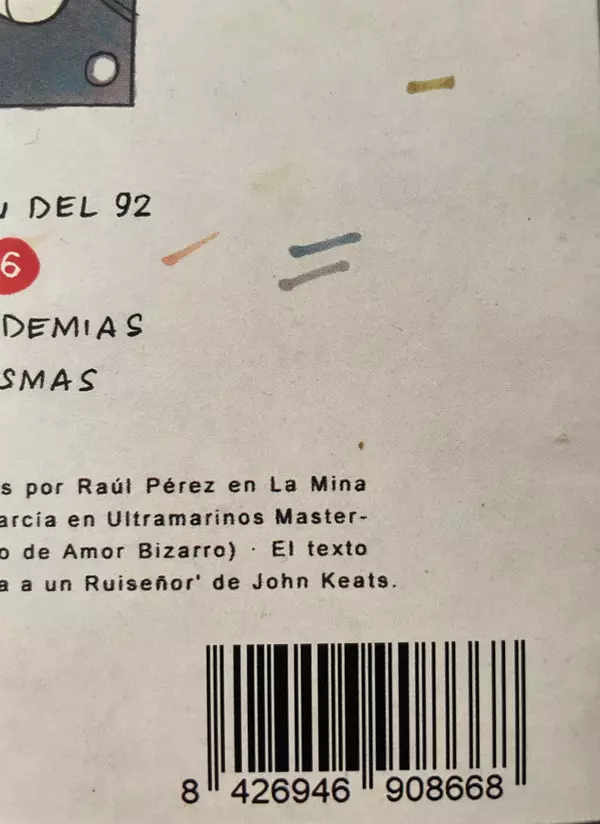 DEL 92
6
DEMIAS
SMAS
s por Raúl Pérez en La Mina
arcía en Ultramarinos Master-
o de Amor Bizarro) · El texto
a a un Ruiseñor' de John Keats.
8 426946 908668